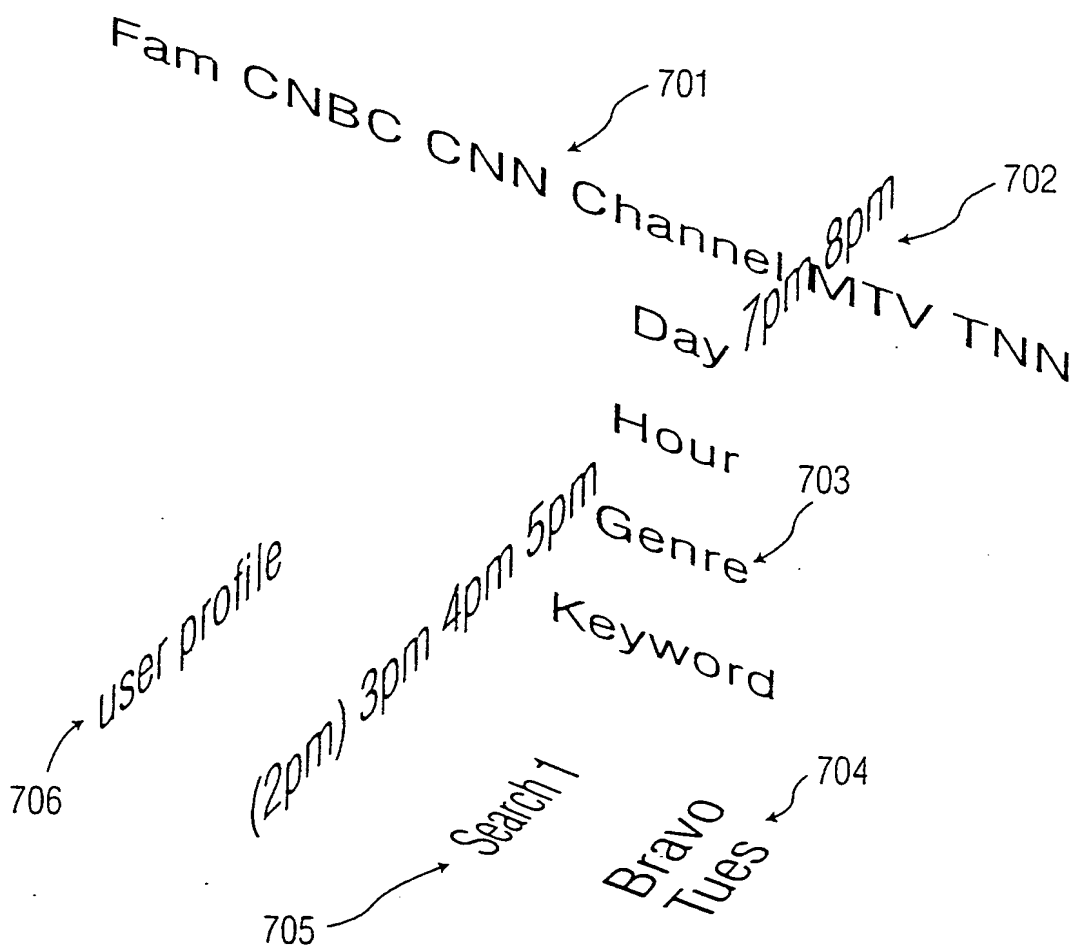 Fam CNBC CNN Channel MTV TNN
701
702
7pm 8pm
Day
Hour
703
Genre
Keyword
(2pm) 3pm 4pm 5pm
user profile
706
704
Search 1
705
Bravo
Tues